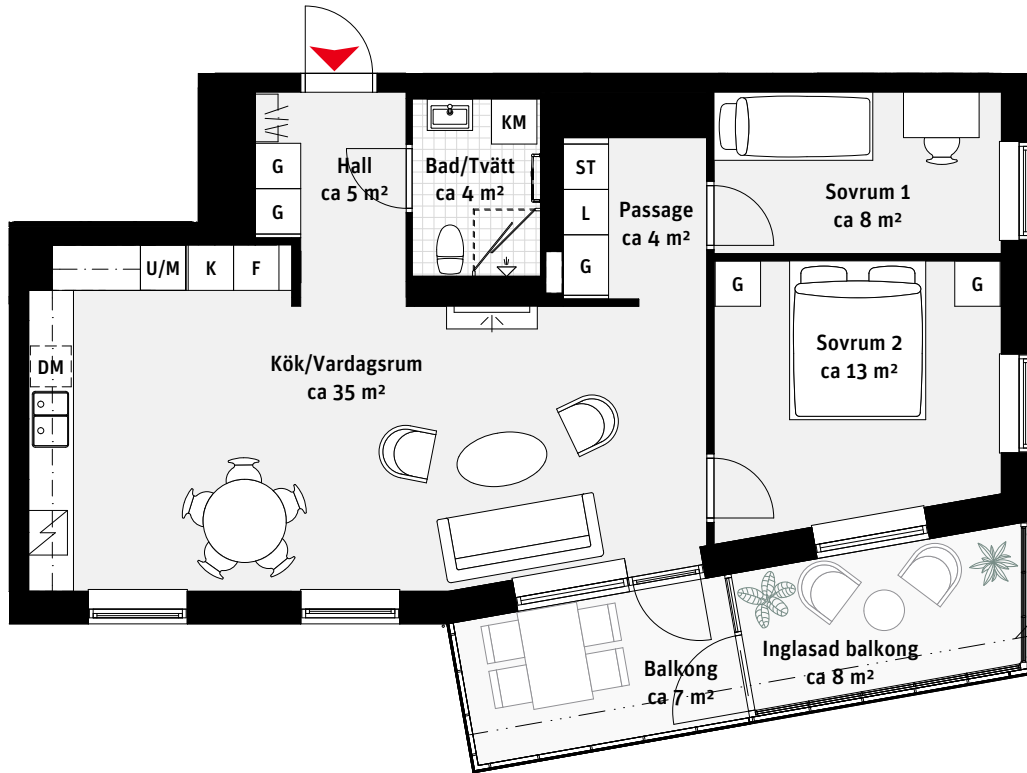 KM
G
Hall
ca 5 m²
Bad/Tvätt
ca 4 m²
G
ST
L
G
Passage
ca 4 m²
Sovrum 1
ca 8 m²
U/M
K
F
G
G
Sovrum 2
ca 13 m²
DM
Kök/Vardagsrum
ca 35 m²
Balkong
ca 7 m²
Inglasad balkong
ca 8 m²